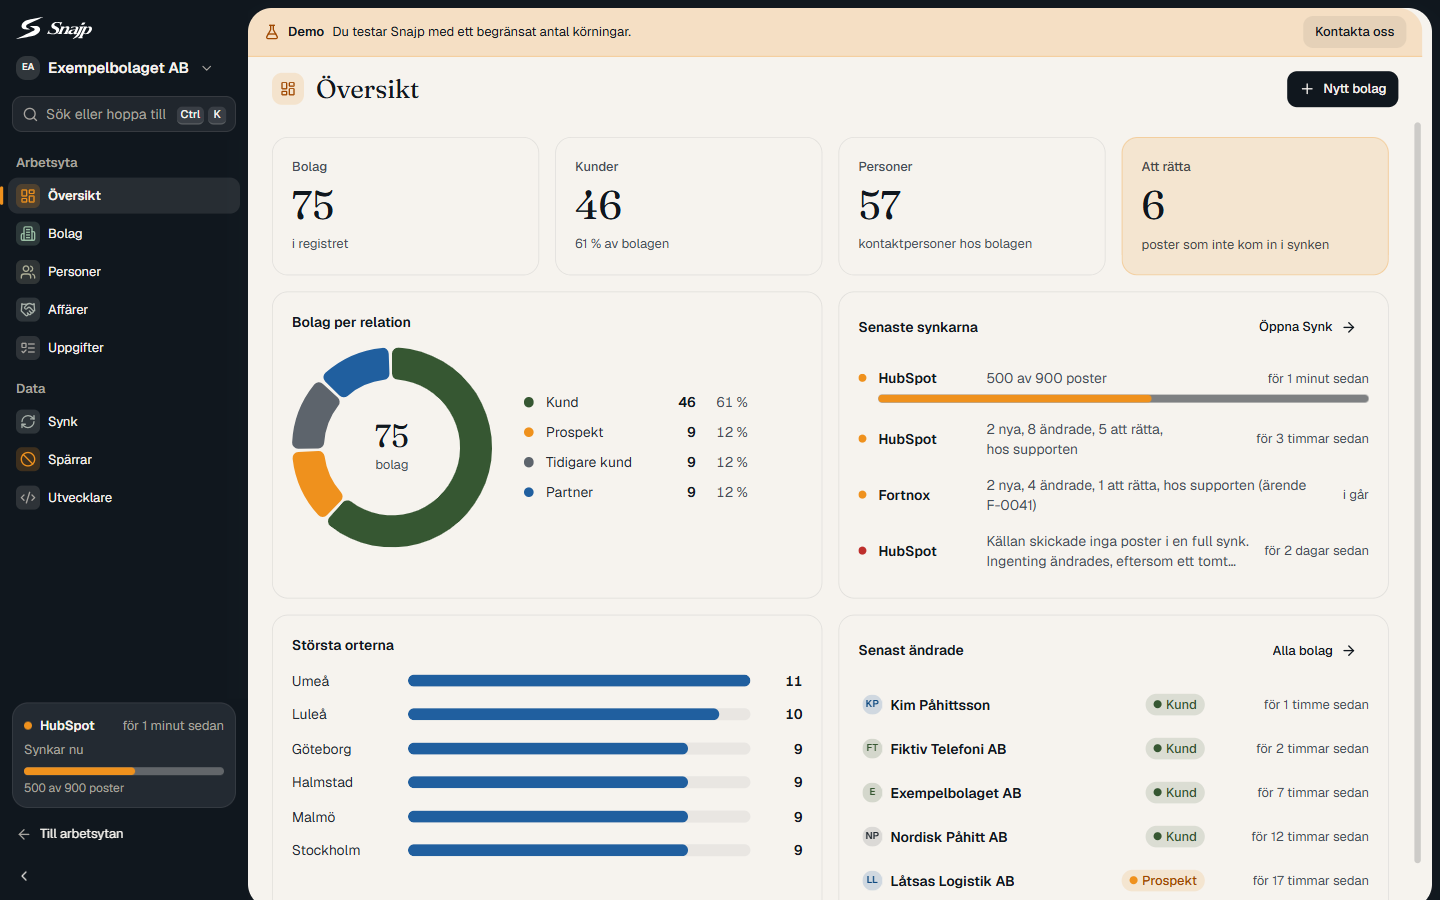 Snajp
EA Exempelbolaget AB
Sök eller hoppa till Ctrl K
Arbetsyta
Översikt
Bolag
Personer
Affärer
Uppgifter
Data
Synk
Spärrar
Utvecklare
HubSpot för 1 minut sedan
Synkar nu
500 av 900 poster
Till arbetsytan
Demo Du testar Snajp med ett begränsat antal körningar.
Kontakta oss
Översikt
Nytt bolag
Bolag
75
i registret
Kunder
46
61 % av bolagen
Personer
57
kontaktpersoner hos bolagen
Att rätta
6
poster som inte kom in i synken
Bolag per relation
75
bolag
Kund 46 61 %
Prospekt 9 12 %
Tidigare kund 9 12 %
Partner 9 12 %
Senaste synkarna
Öppna Synk
HubSpot 500 av 900 poster för 1 minut sedan
HubSpot 2 nya, 8 ändrade, 5 att rätta, för 3 timmar sedan
hos supporten
Fortnox 2 nya, 4 ändrade, 1 att rätta, hos supporten (ärende i går
F-0041)
HubSpot Källan skickade inga poster i en full synk. för 2 dagar sedan
Ingenting ändrades, eftersom ett tomt…
Största orterna
Umeå 11
Luleå 10
Göteborg 9
Halmstad 9
Malmö 9
Stockholm 9
Senast ändrade
Alla bolag
KP Kim Påhittsson Kund för 1 timme sedan
FT Fiktiv Telefoni AB Kund för 2 timmar sedan
E Exempelbolaget AB Kund för 7 timmar sedan
NP Nordisk Påhitt AB Kund för 12 timmar sedan
LL Låtsas Logistik AB Prospekt för 17 timmar sedan